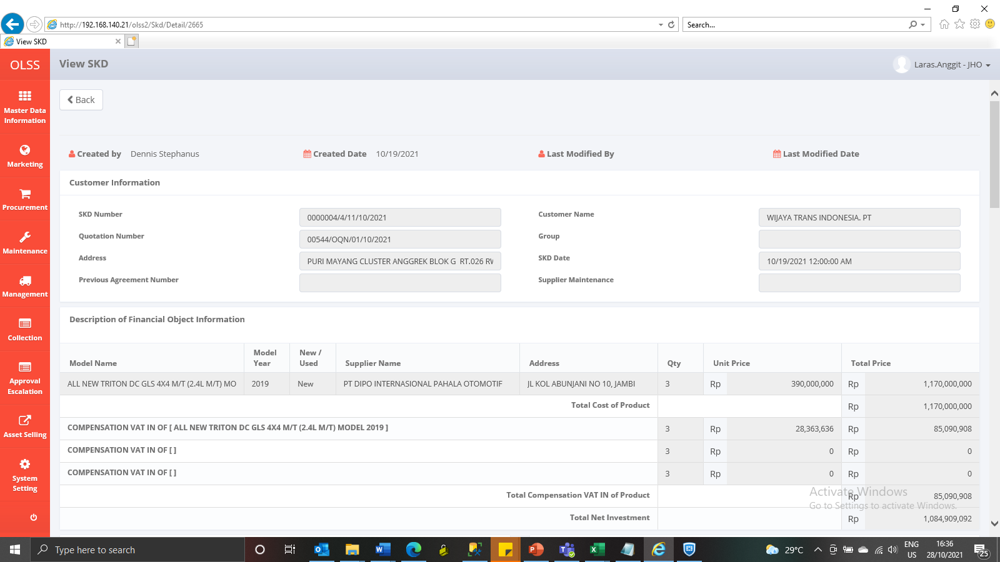 http://192.168.140.21/olss2/Skd/Detail/2665
Search...
View SKD
OLSS
View SKD
Laras.Anggit - JHO
Back
Master Data
Information
Marketing
Procurement
Maintenance
Management
Collection
Approval
Escalation
Asset Selling
System
Setting
Created by Dennis Stephanus Created Date 10/19/2021 Last Modified By Last Modified Date
Customer Information
SKD Number 0000004/4/11/10/2021 Customer Name WIJAYA TRANS INDONESIA. PT
Quotation Number 00544/OQN/01/10/2021 Group
Address PURI MAYANG CLUSTER ANGGREK BLOK G RT.026 SKD Date 10/19/2021 12:00:00 AM
Previous Agreement Number Supplier Maintenance
Description of Financial Object Information
Model Name Model Year New / Used Supplier Name Address Qty Unit Price Total Price
ALL NEW TRITON DC GLS 4X4 M/T (2.4L M/T) MO 2019 New PT DIPO INTERNASIONAL PAHALA OTOMOTIF JL KOL ABUNJANI NO 10, JAMBI 3 Rp 390,000,000 Rp 1,170,000,000
Total Cost of Product Rp 1,170,000,000
COMPENSATION VAT IN OF [ ALL NEW TRITON DC GLS 4X4 M/T (2.4L M/T) MODEL 2019 ] 3 Rp 28,363,636 Rp 85,090,908
COMPENSATION VAT IN OF [ ] 3 Rp 0 Rp 0
COMPENSATION VAT IN OF [ ] 3 Rp 0 Rp 0
Total Compensation VAT IN of Product Rp 85,090,908
Total Net Investment Rp 1,084,909,092
Activate Windows
Go to Settings to activate Windows.
Type here to search
29°C
ENG
US
16:36
28/10/2021
25